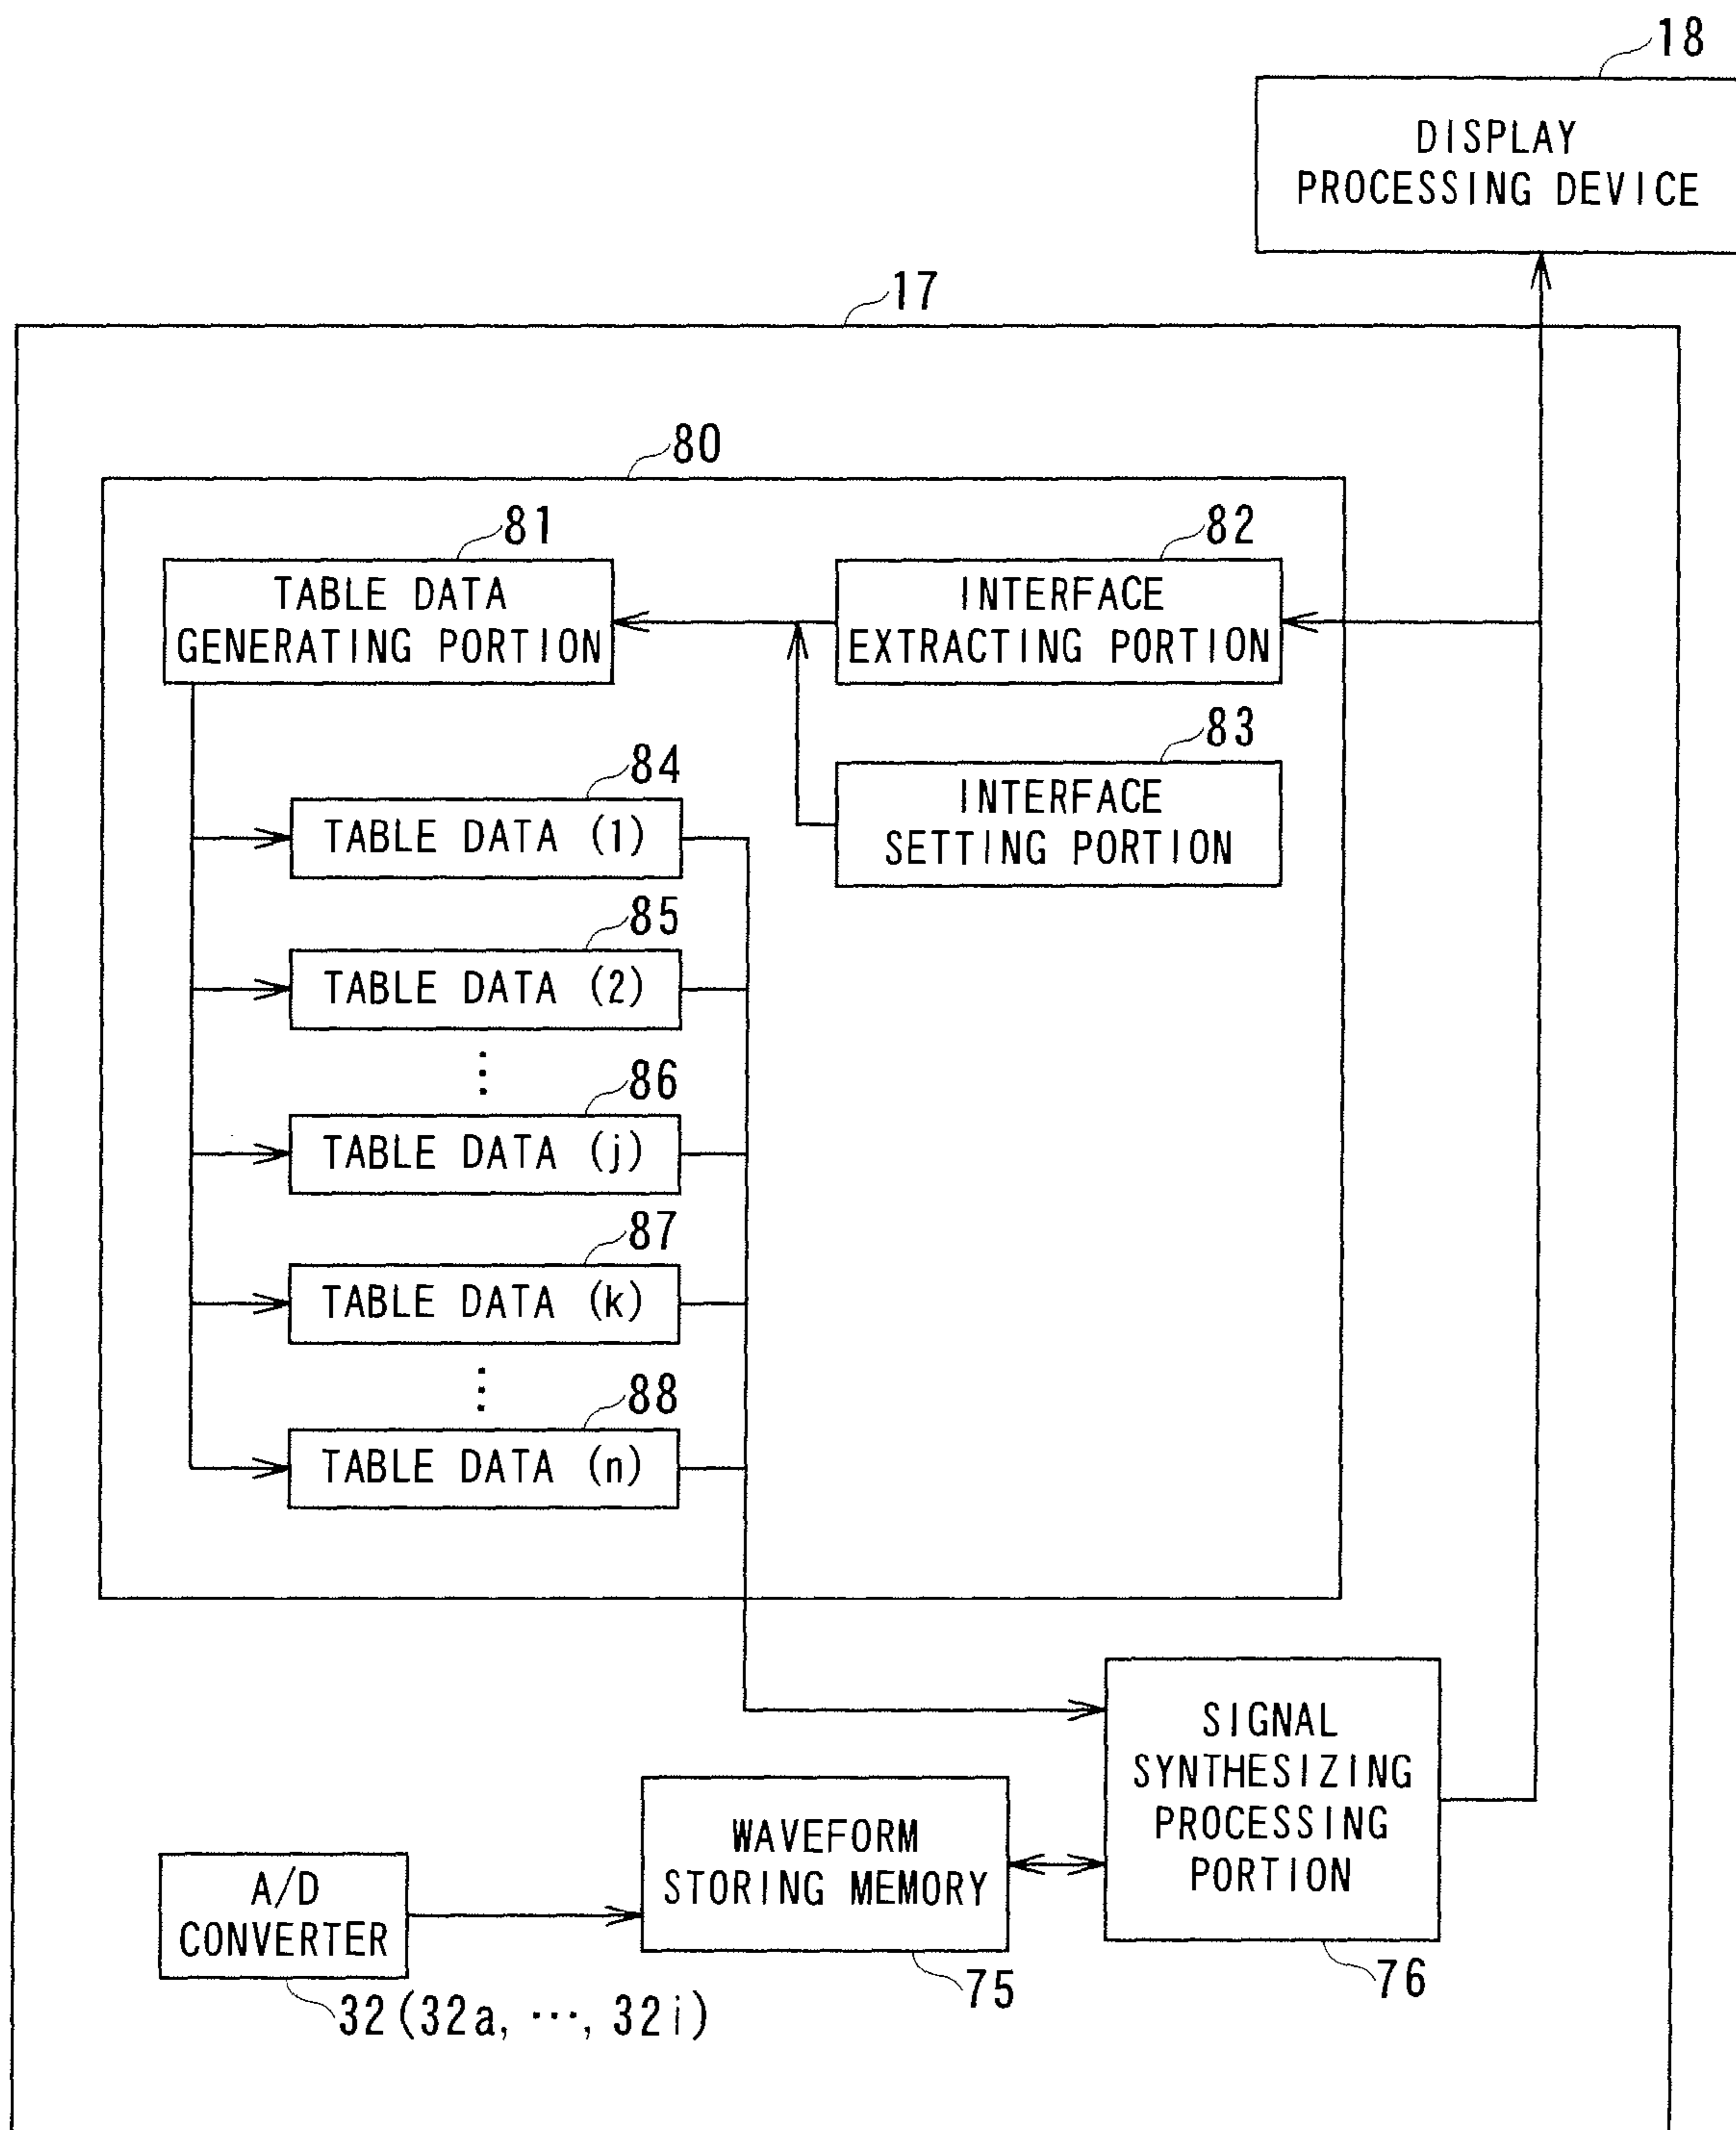 18
DISPLAY
PROCESSING DEVICE
17
80
81
TABLE DATA
GENERATING PORTION
82
INTERFACE
EXTRACTING PORTION
83
INTERFACE
SETTING PORTION
84
TABLE DATA (1)
85
TABLE DATA (2)
⋮
86
TABLE DATA (j)
87
TABLE DATA (k)
⋮
88
TABLE DATA (n)
SIGNAL
SYNTHESIZING
PROCESSING
PORTION
76
WAVEFORM
STORING MEMORY
75
A/D
CONVERTER
32(32a, ···, 32i)